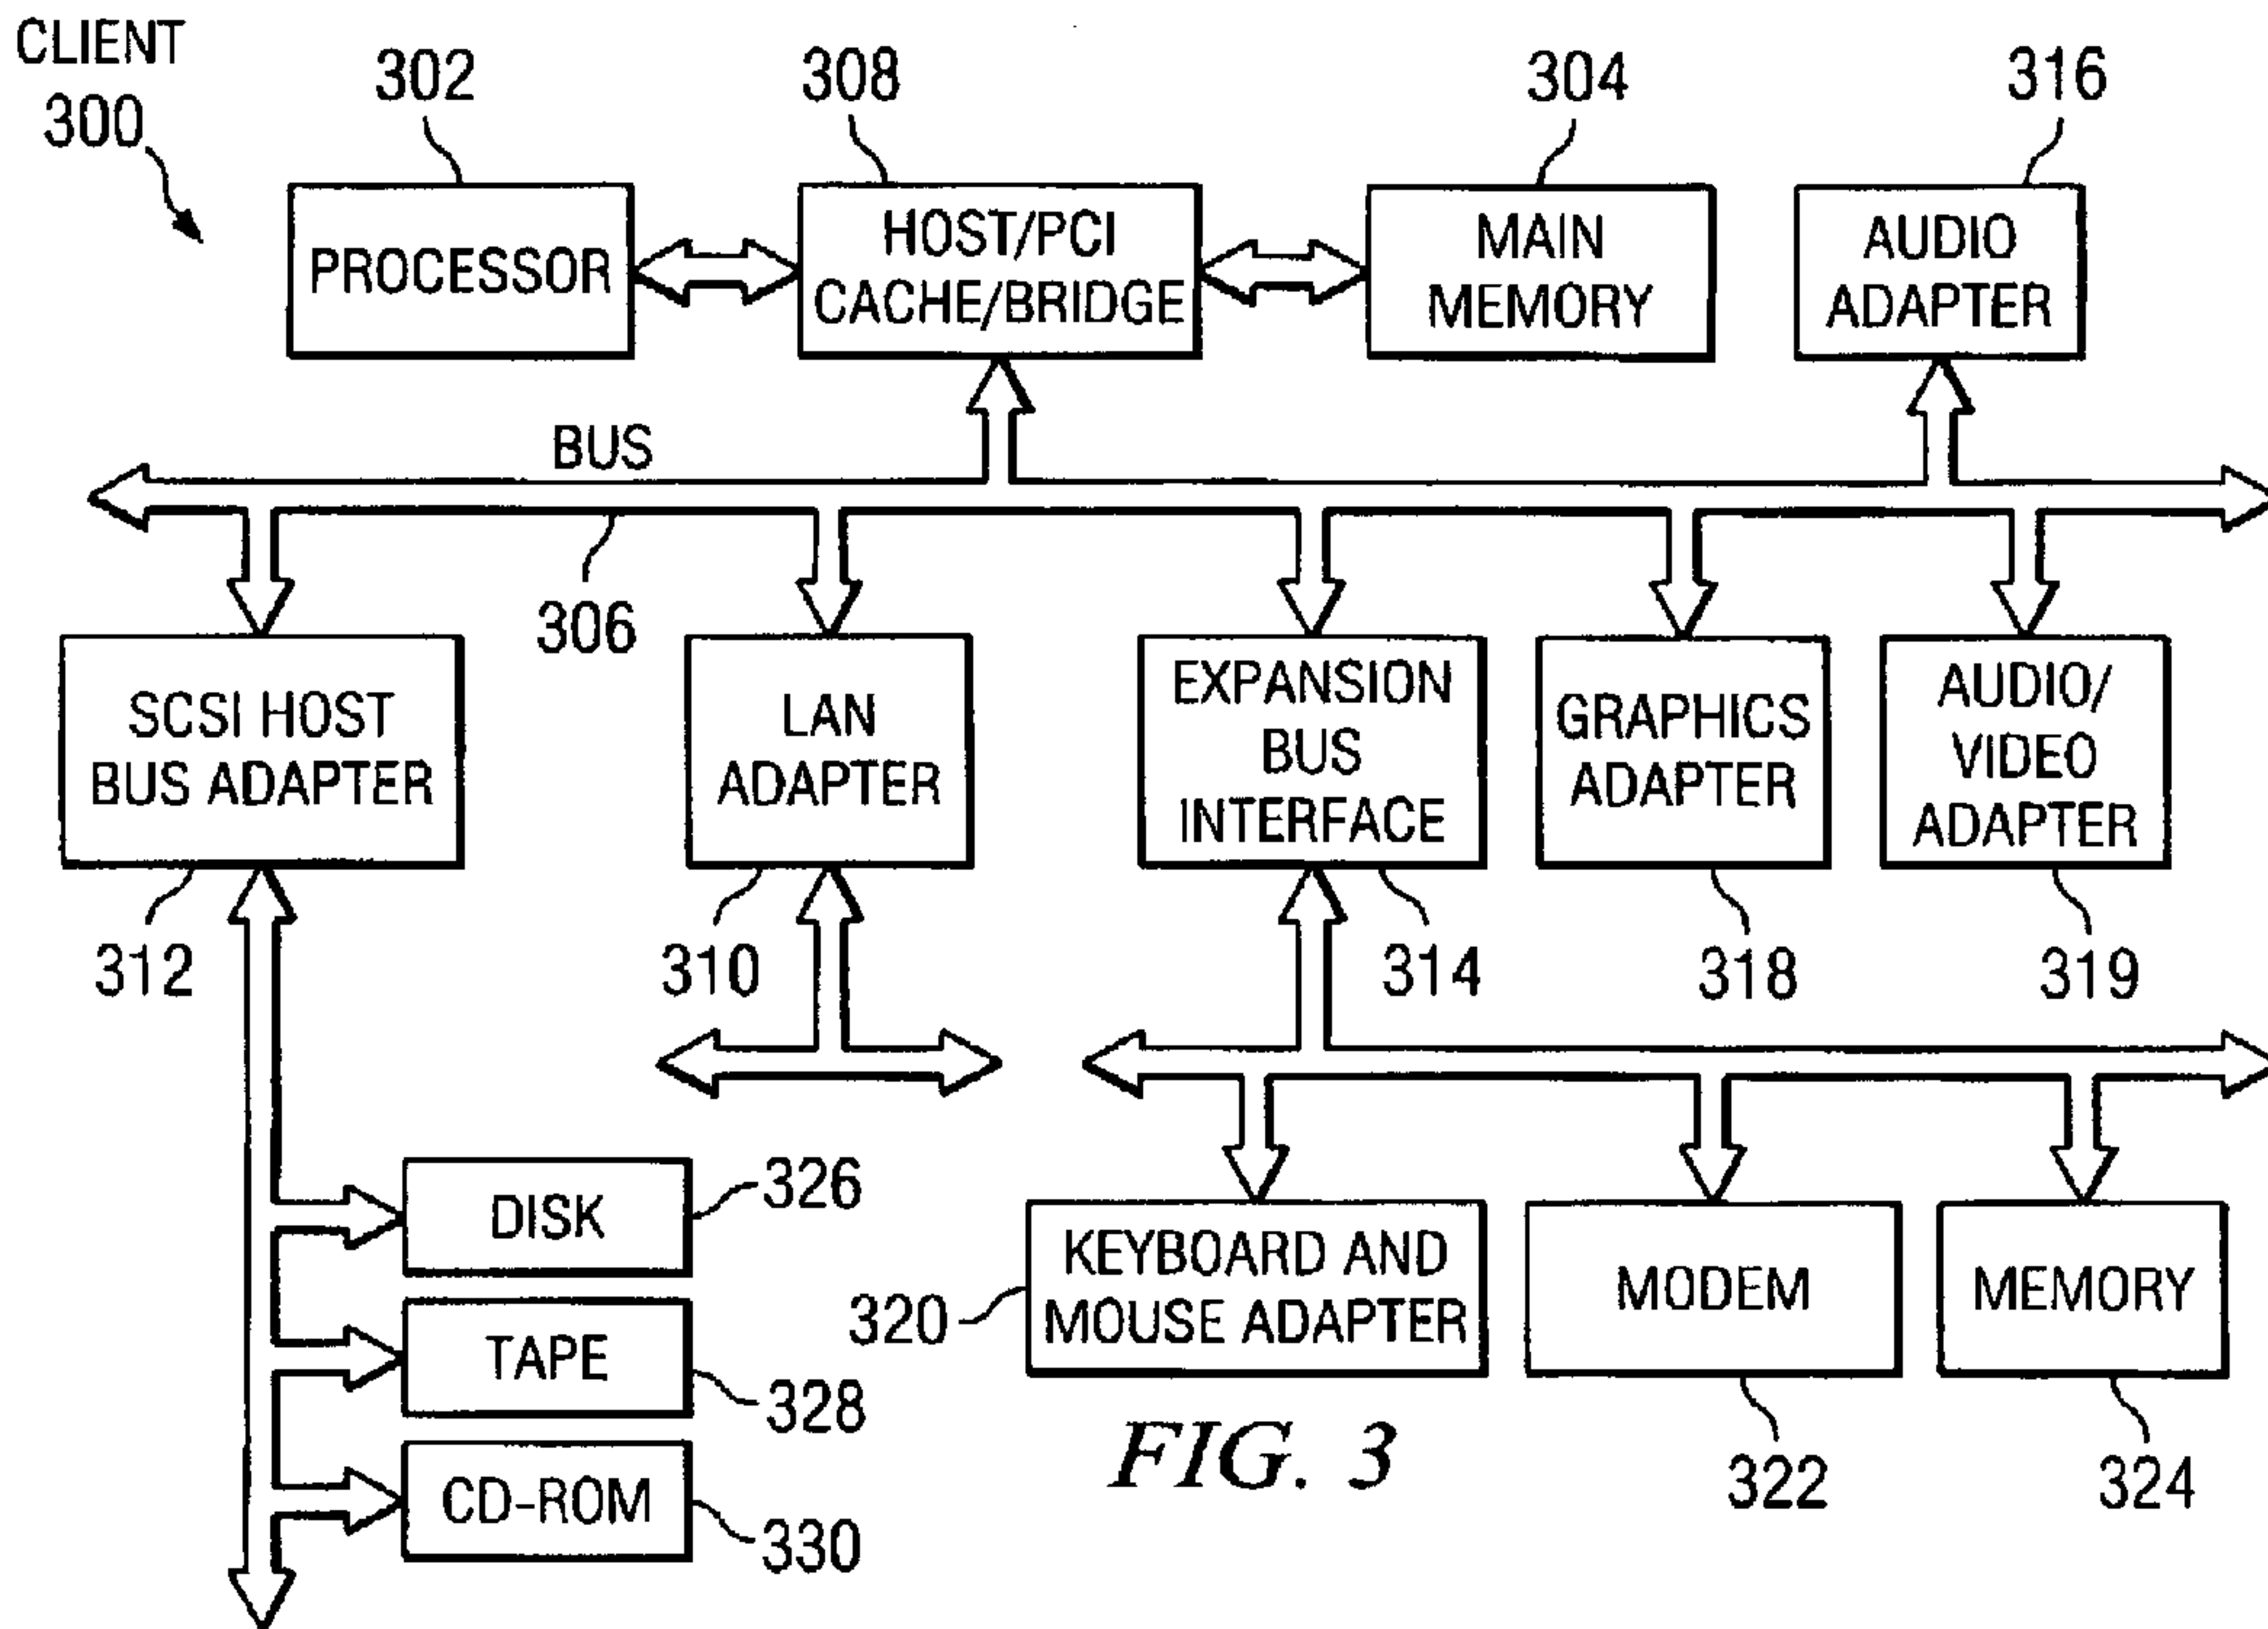 CLIENT
300
302
308
304
316
PROCESSOR
HOST/PCI
CACHE/BRIDGE
MAIN
MEMORY
AUDIO
ADAPTER
BUS
306
SCSI HOST
BUS ADAPTER
LAN
ADAPTER
EXPANSION
BUS
INTERFACE
GRAPHICS
ADAPTER
AUDIO/
VIDEO
ADAPTER
312
310
314
318
319
DISK
326
TAPE
328
CD-ROM
330
320
KEYBOARD AND
MOUSE ADAPTER
MODEM
MEMORY
322
324
FIG. 3